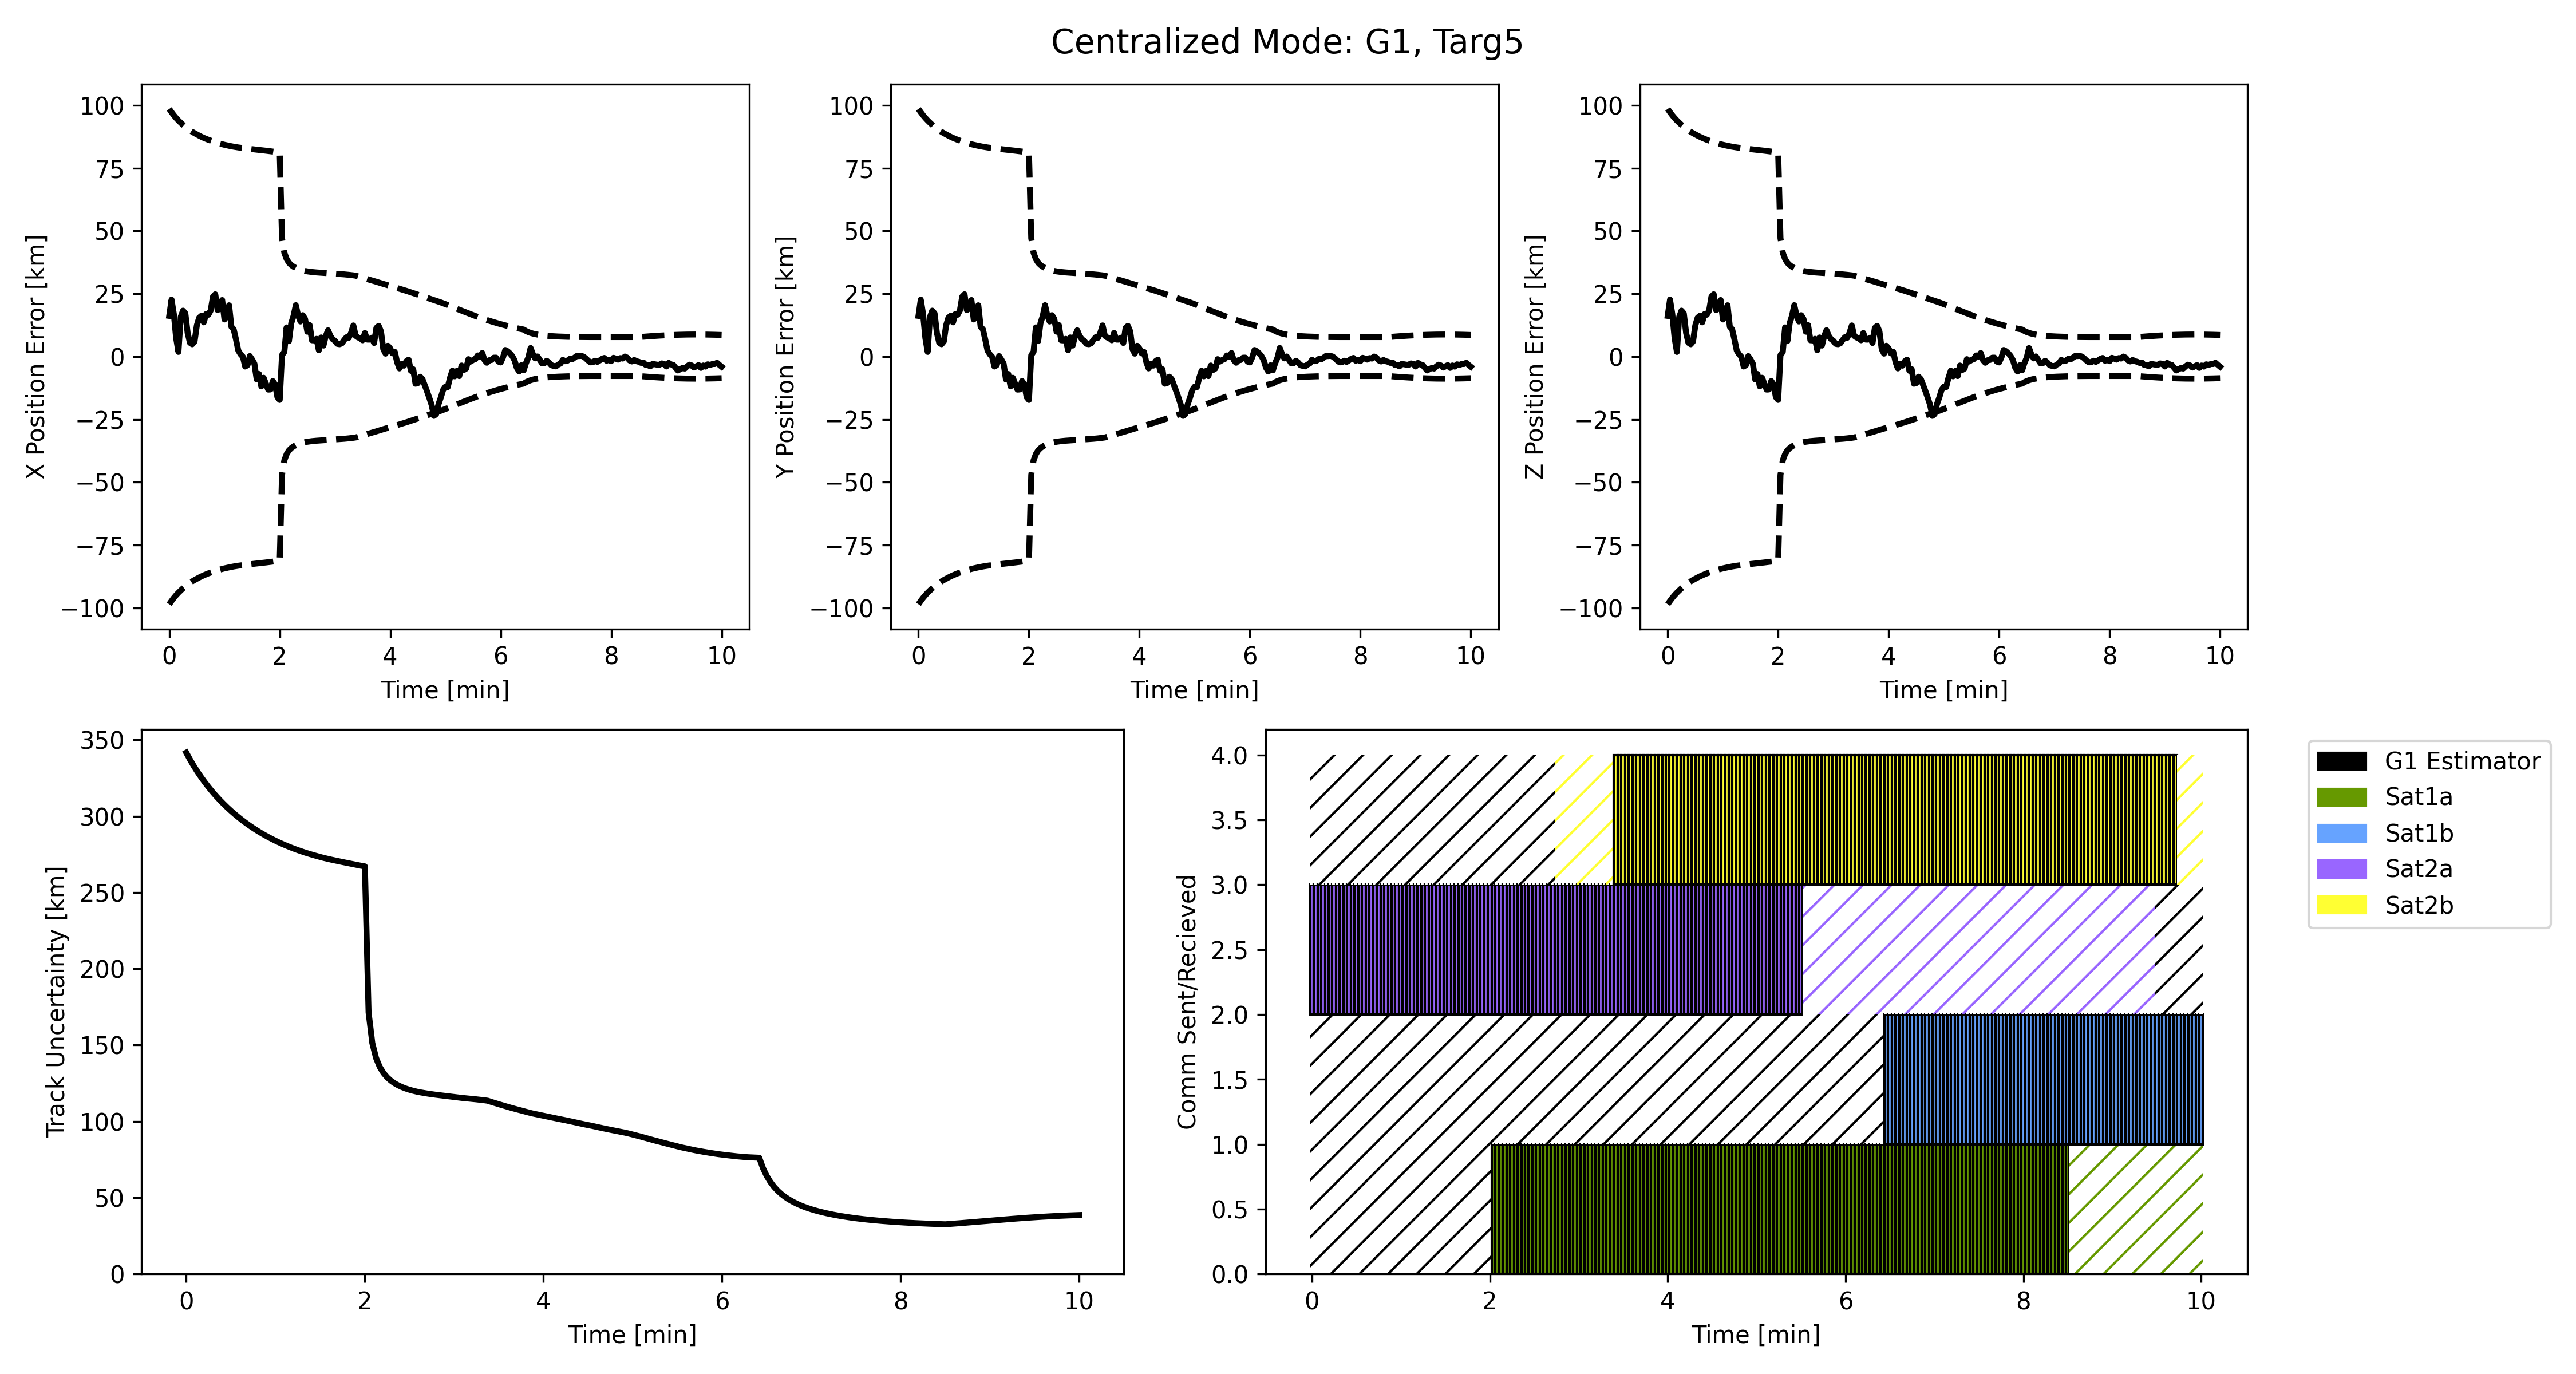 Centralized Mode: G1, Targ5
X Position Error [km]
100
75
50
25
0
−25
−50
−75
−100
0 2 4 6 8 10
Time [min]
Y Position Error [km]
100
75
50
25
0
−25
−50
−75
−100
0 2 4 6 8 10
Time [min]
Z Position Error [km]
100
75
50
25
0
−25
−50
−75
−100
0 2 4 6 8 10
Time [min]
Track Uncertainty [km]
350
300
250
200
150
100
50
0
0 2 4 6 8 10
Time [min]
Comm Sent/Recieved
4.0
3.5
3.0
2.5
2.0
1.5
1.0
0.5
0.0
0 2 4 6 8 10
Time [min]
G1 Estimator
Sat1a
Sat1b
Sat2a
Sat2b